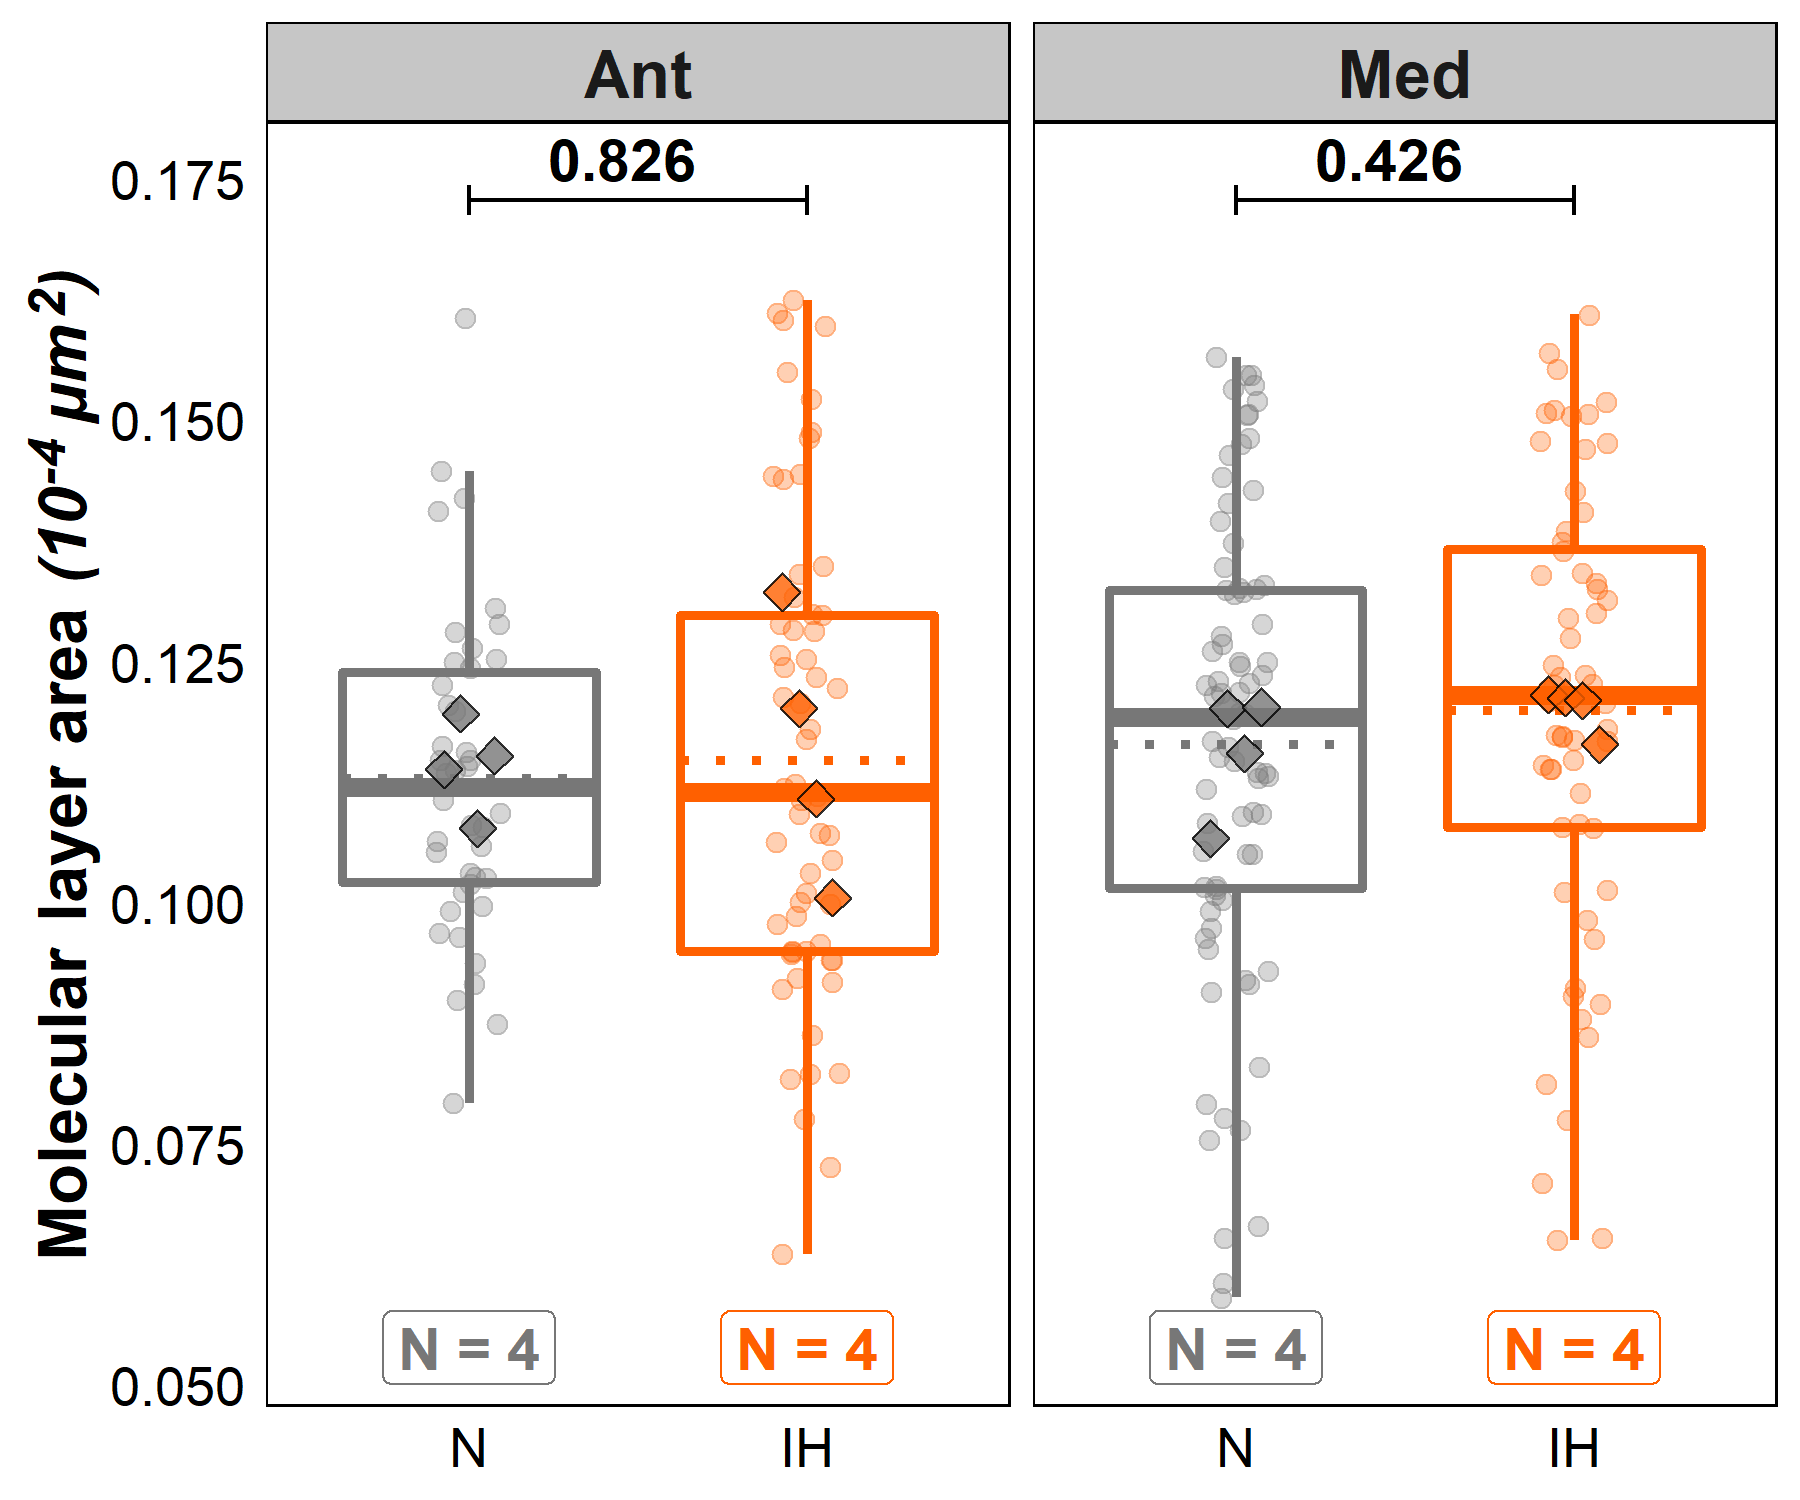 Ant
Med
0.826
0.426
Molecular layer area (10⁻⁴ µm²)
0.175
0.150
0.125
0.100
0.075
0.050
N = 4
N = 4
N = 4
N = 4
N
IH
N
IH